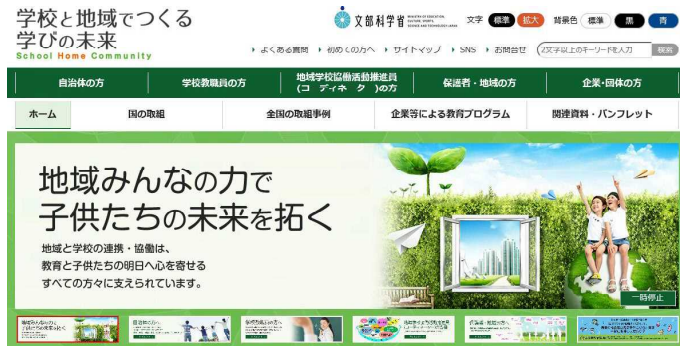 学校と地域でつくる
学びの未来
School Home Community
文部科学省
文字 標準 拡大 背景色 標準 黒 青
よくある質問 初めての方へ サイトマップ SNS お問合せ 2文字以上のキーワードを入力 検索
自治体の方 学校教職員の方 地域学校協働活動推進員 保護者・地域の方 企業・団体の方
(コーディネーター)の方
ホーム 国の取組 全国の取組事例 企業等による教育プログラム 関連資料・パンフレット
地域みんなの力で
子供たちの未来を拓く
地域と学校の連携・協働は、
教育と子供たちの明日へ心を寄せる
すべての方々に支えられています。
一時停止